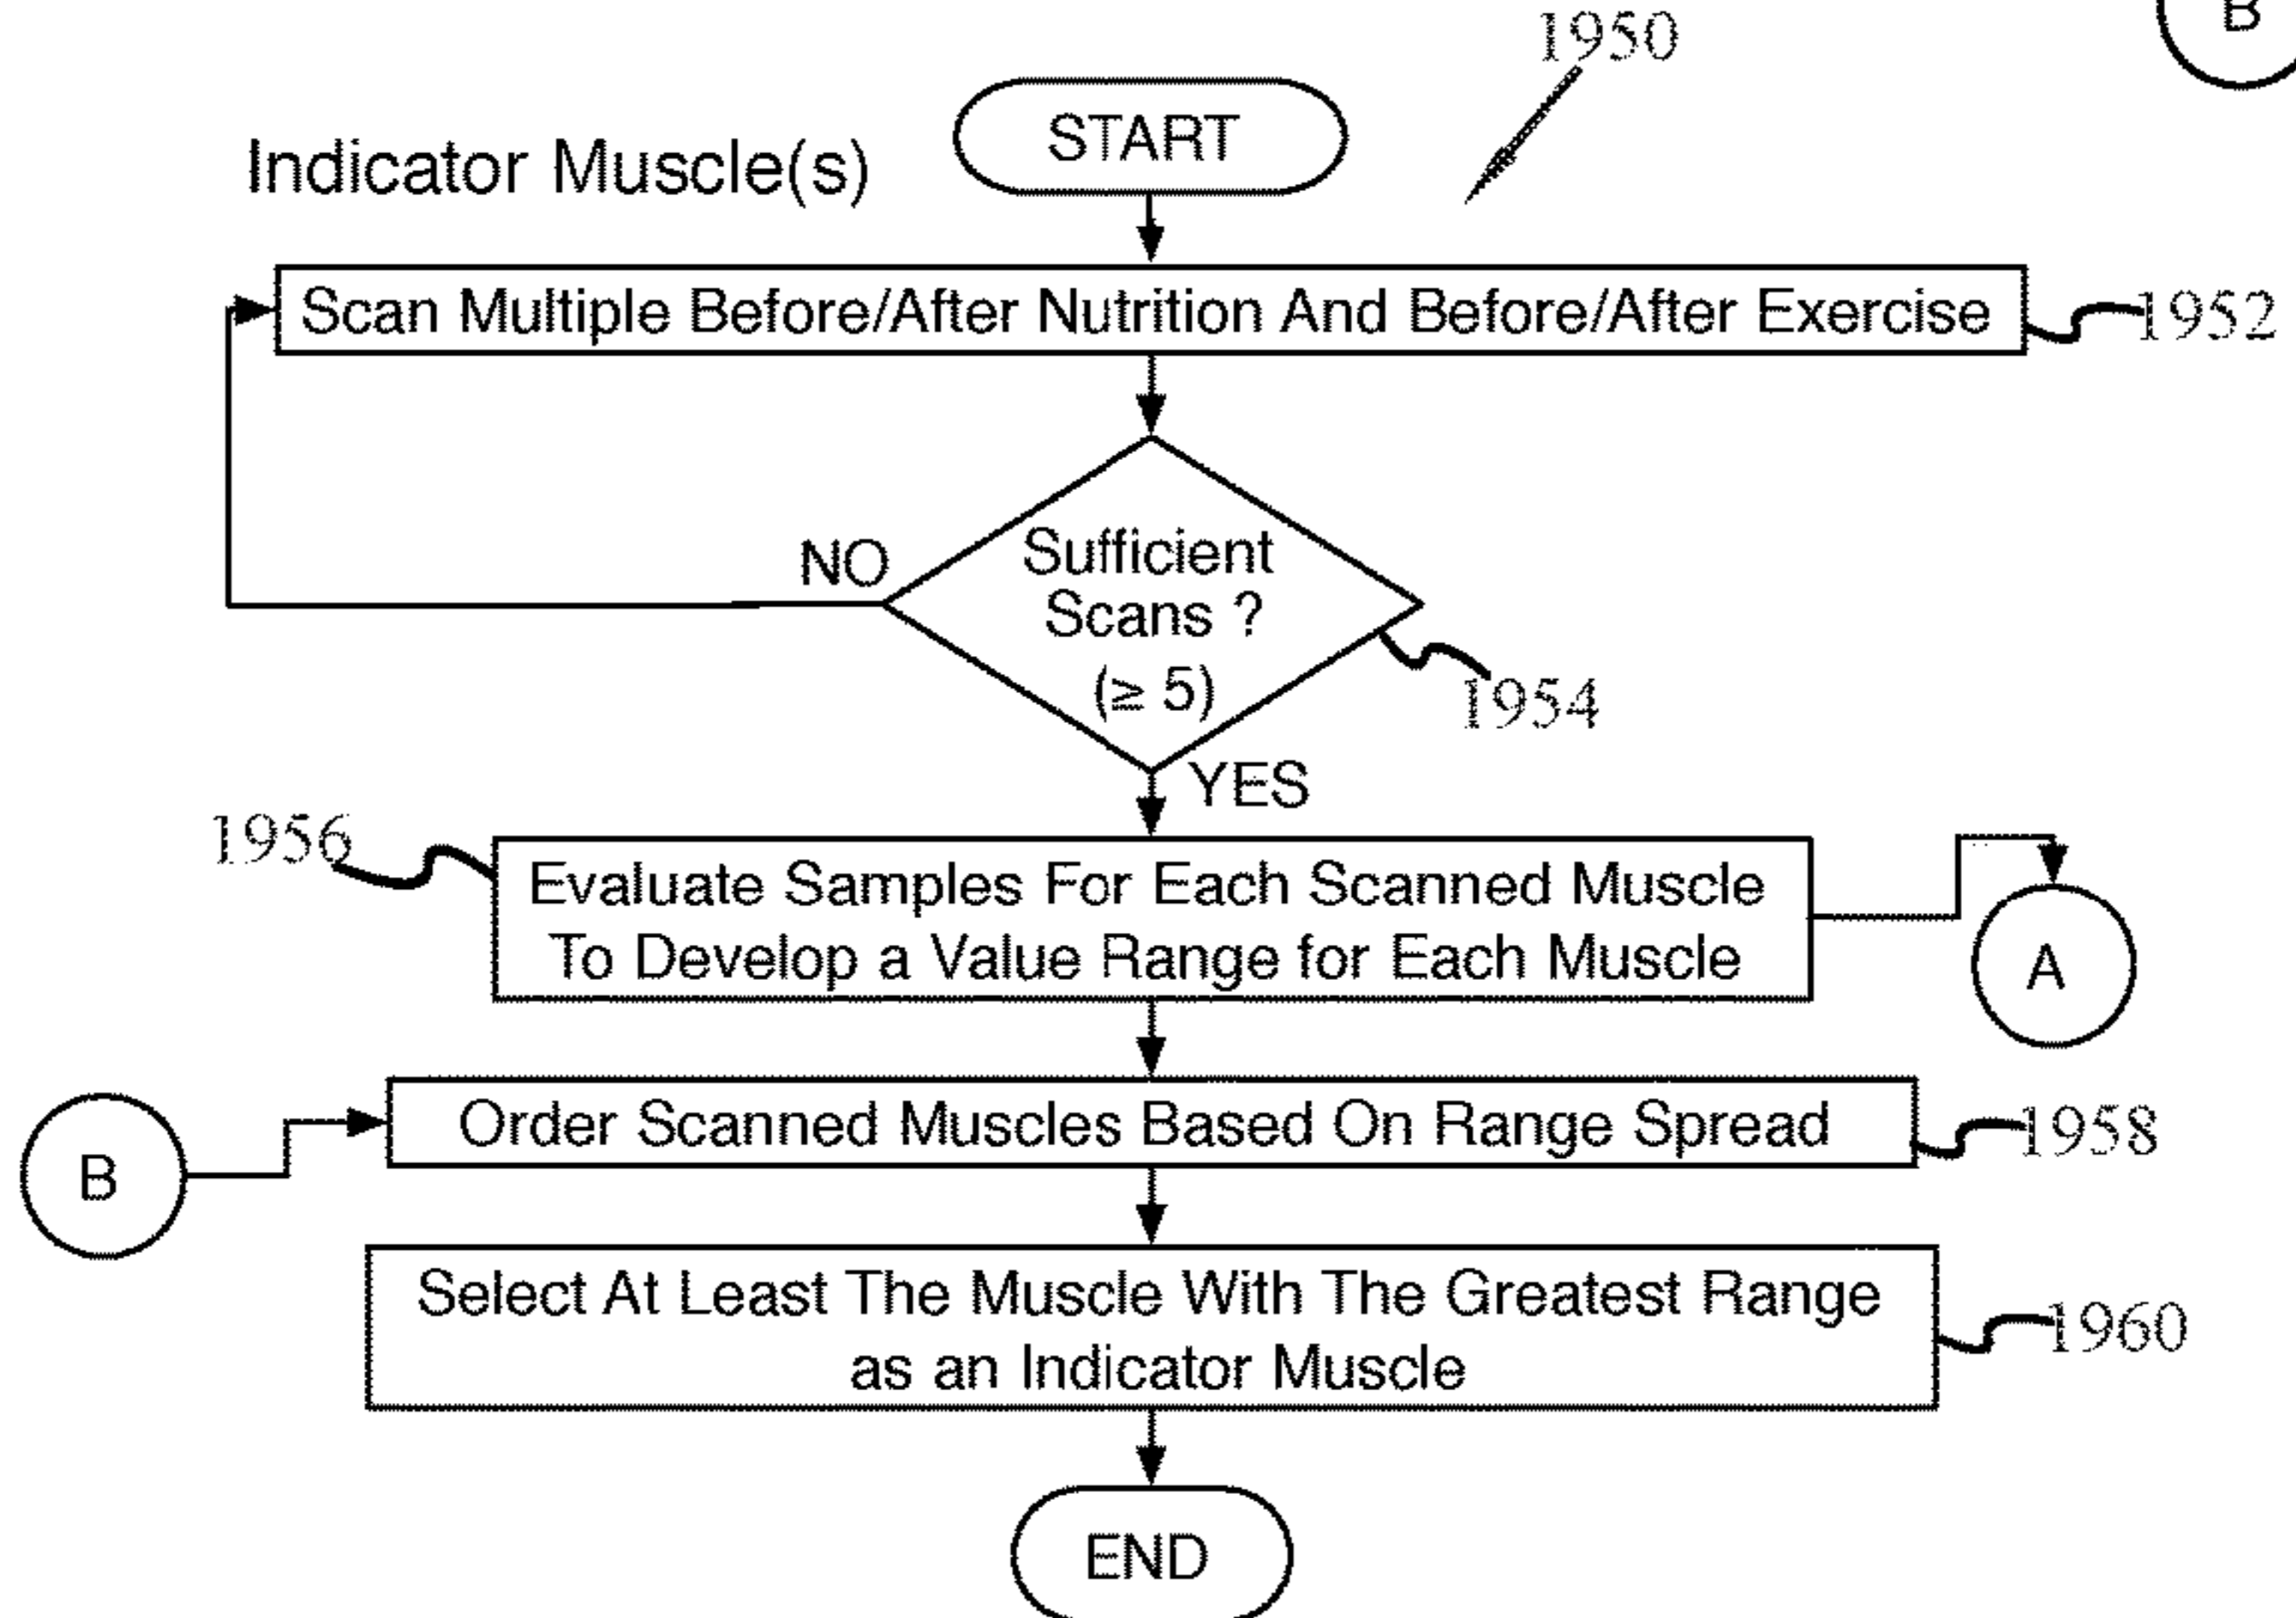 1950
B
START
Indicator Muscle(s)
Scan Multiple Before/After Nutrition And Before/After Exercise
1952
NO
Sufficient
Scans ?
(≥ 5)
1954
YES
1956
Evaluate Samples For Each Scanned Muscle
To Develop a Value Range for Each Muscle
A
B
Order Scanned Muscles Based On Range Spread
1958
Select At Least The Muscle With The Greatest Range
as an Indicator Muscle
1960
END